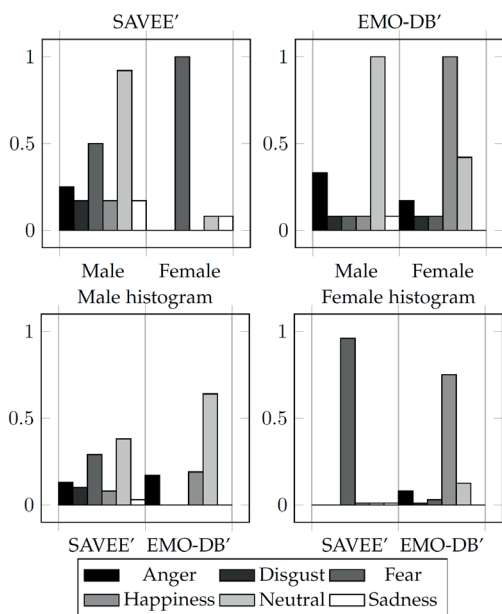 SAVEE’ EMO-DB’
1 1
0.5 0.5
0 0
Male Female Male Female
Male histogram Female histogram
1 1
0.5 0.5
0 0
SAVEE’ EMO-DB’ SAVEE’ EMO-DB’
Anger Disgust Fear
Happiness Neutral Sadness